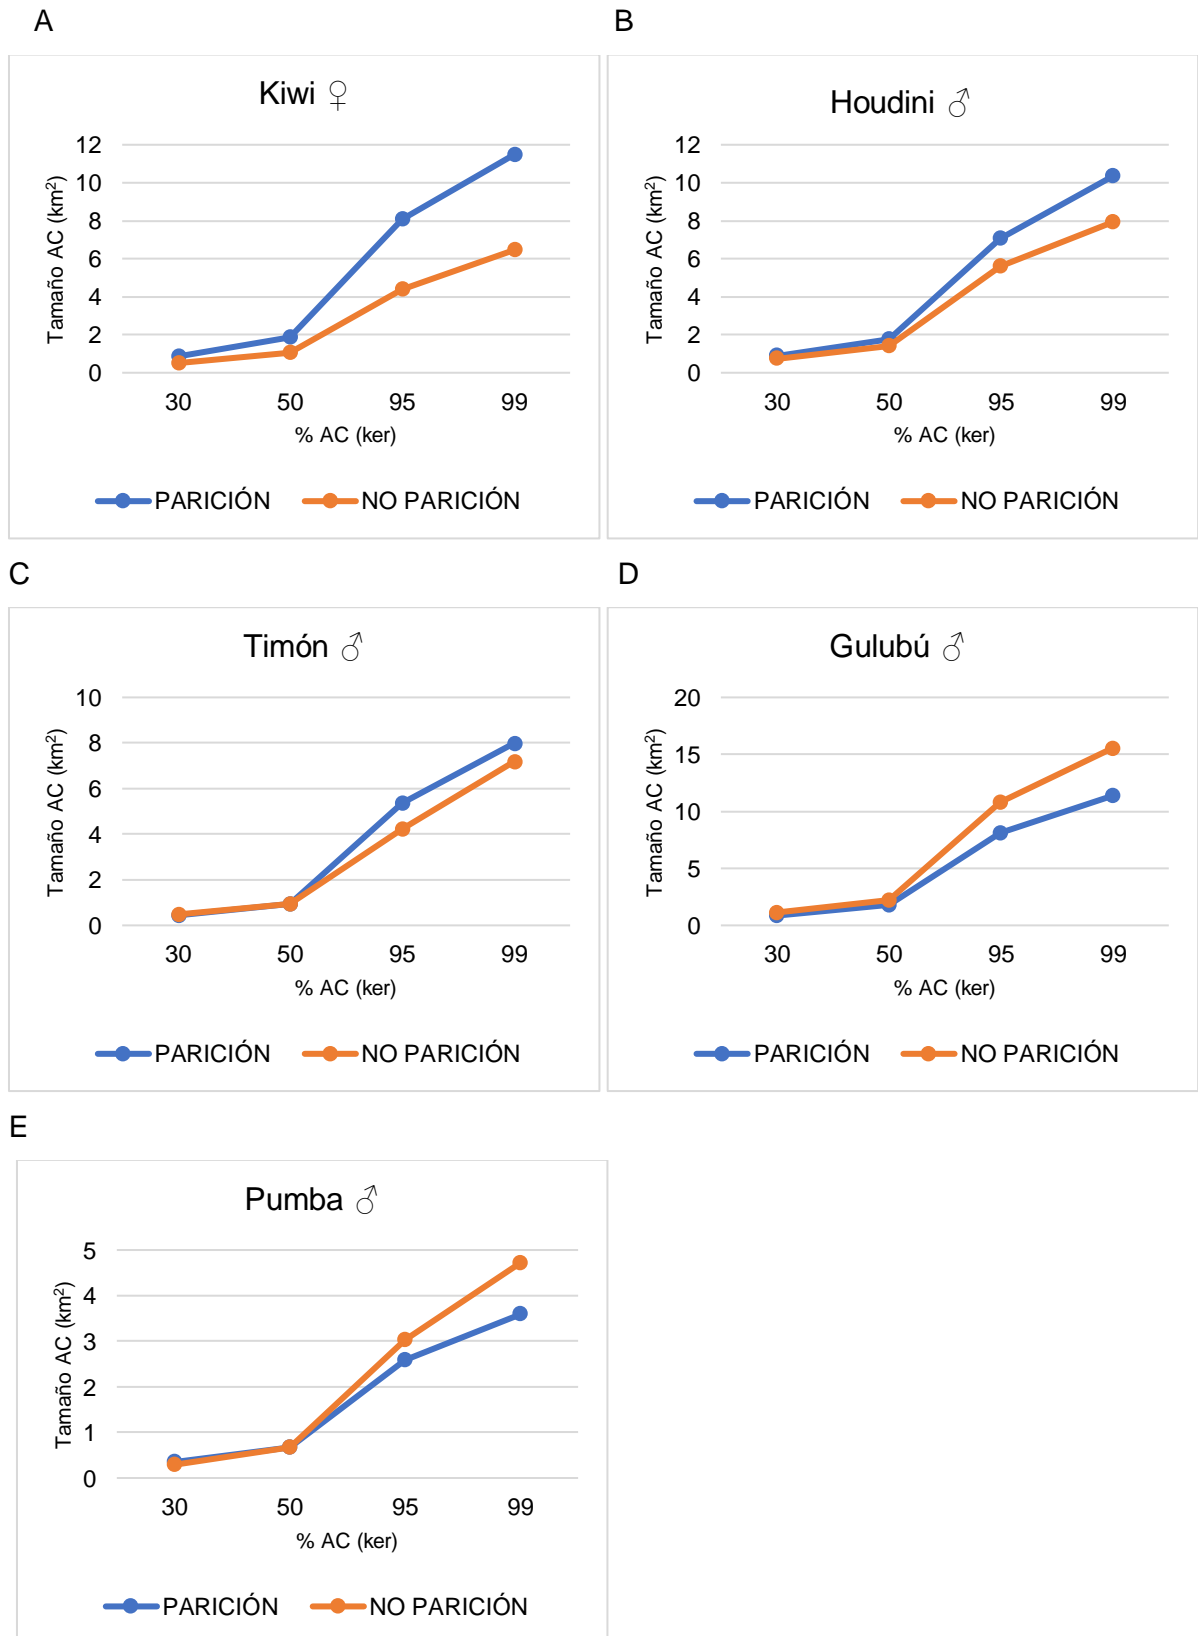 A
B
Kiwi ♀
12
10
8
6
4
2
0
Tamaño AC (km²)
30 50 95 99
% AC (ker)
PARICIÓN NO PARICIÓN
Houdini ♂
12
10
8
6
4
2
0
Tamaño AC (km²)
30 50 95 99
% AC (ker)
PARICIÓN NO PARICIÓN
C
D
Timón ♂
10
8
6
4
2
0
Tamaño AC (km²)
30 50 95 99
% AC (ker)
PARICIÓN NO PARICIÓN
Gulubú ♂
20
15
10
5
0
Tamaño AC (km²)
30 50 95 99
% AC (ker)
PARICIÓN NO PARICIÓN
E
Pumba ♂
5
4
3
2
1
0
Tamaño AC (km²)
30 50 95 99
% AC (ker)
PARICIÓN NO PARICIÓN